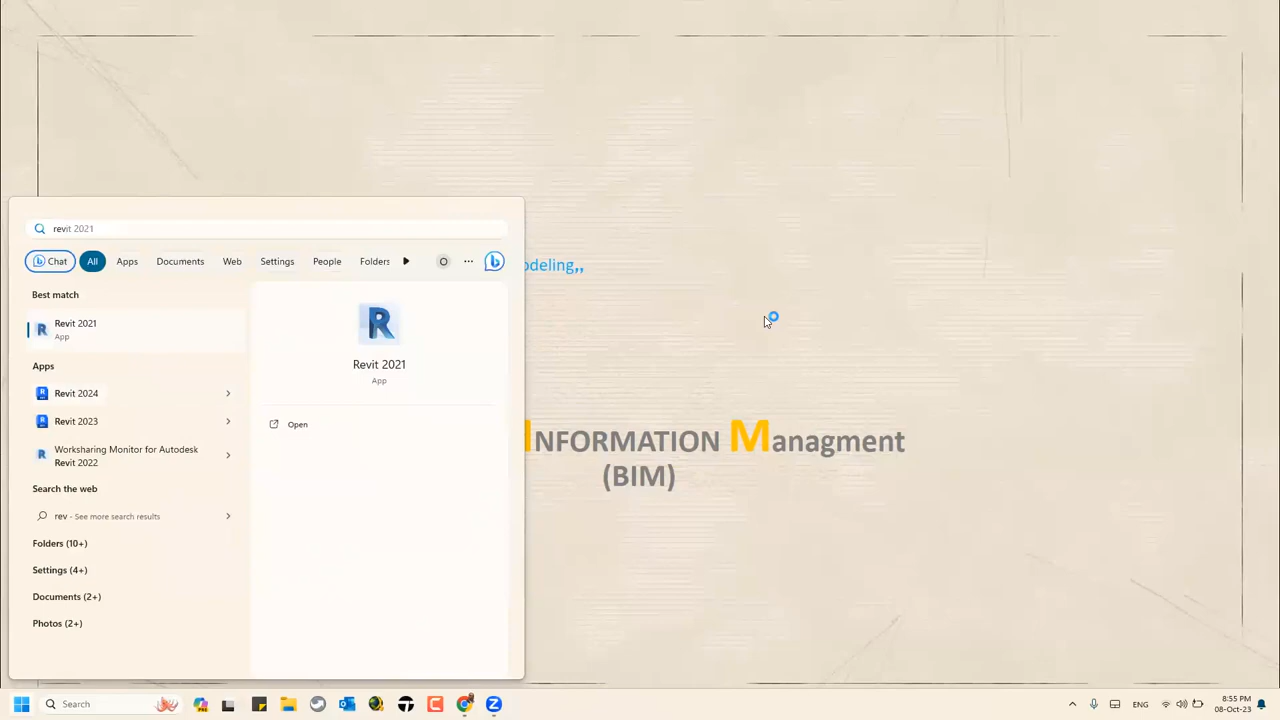 revit 2021
Chat All Apps Documents Web Settings People Folders O ...
odeling,,
Best match
Revit 2021
App
Revit 2021
App
Apps
Revit 2024
Open
Revit 2023
INFORMATION Managment
Worksharing Monitor for Autodesk
Revit 2022
(BIM)
Search the web
rev - See more search results
Folders (10+)
Settings (4+)
Documents (2+)
Photos (2+)
Search ENG 8:55 PM
08-Oct-23